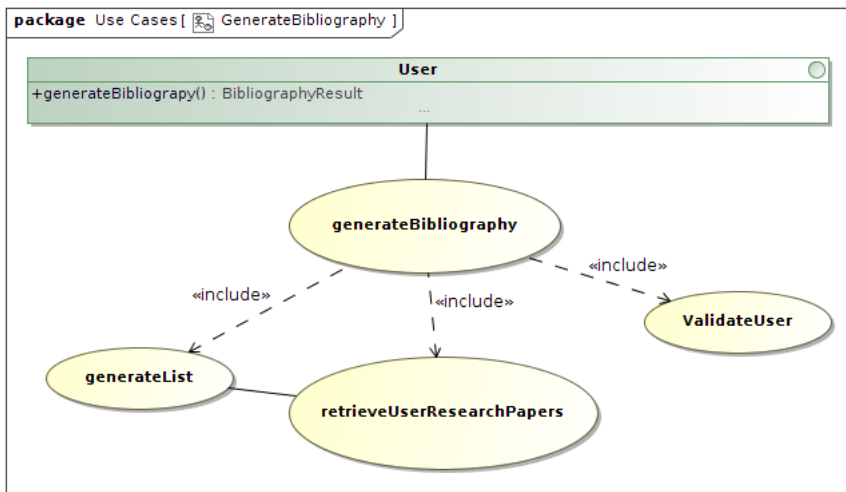 package Use Cases[ GenerateBibliography ]
User
+generateBibliograpy() : BibliographyResult
...
generateBibliography
«include»
«include»
«include»
ValidateUser
generateList
retrieveUserResearchPapers